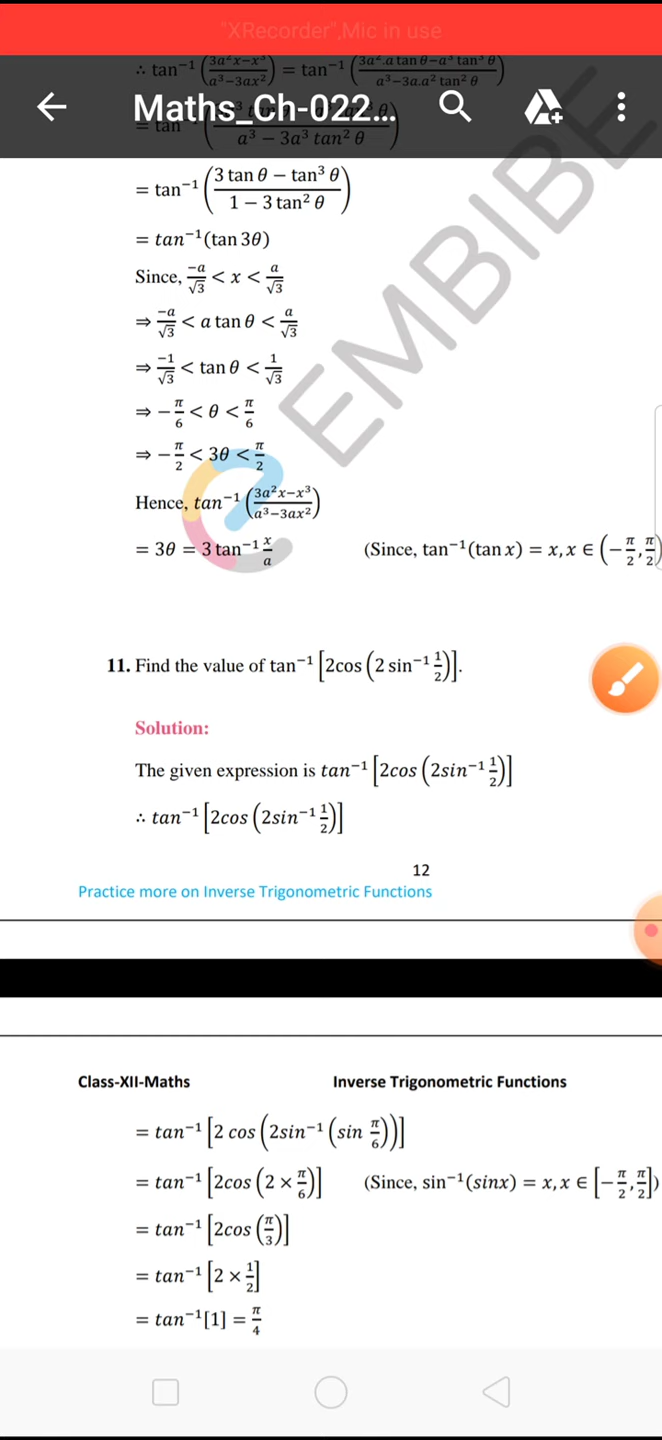 "XRecorder",Mic in use
∴ tan⁻¹ ((3a²x−x³)/(a³−3ax²)) = tan⁻¹ ((3a².a tan θ−a³ tan³ θ)/(a³−3a.a² tan² θ))
Maths_Ch-022...
= tan⁻¹ ( / (a³ − 3a³ tan² θ))
= tan⁻¹ ((3 tan θ − tan³ θ)/(1 − 3 tan² θ))
= tan⁻¹(tan 3θ)
Since, −a/√3 < x < a/√3
⇒ −a/√3 < a tan θ < a/√3
⇒ −1/√3 < tan θ < 1/√3
⇒ − π/6 < θ < π/6
⇒ − π/2 < 3θ < π/2
Hence, tan⁻¹ ((3a²x−x³)/(a³−3ax²))
= 3θ = 3 tan⁻¹ x/a (Since, tan⁻¹(tan x) = x, x ∈ (− π/2, π/2)
EMBIBE
11. Find the value of tan⁻¹ [2cos (2 sin⁻¹ 1/2)].
Solution:
The given expression is tan⁻¹ [2cos (2sin⁻¹ 1/2)]
∴ tan⁻¹ [2cos (2sin⁻¹ 1/2)]
12
Practice more on Inverse Trigonometric Functions
Class-XII-Maths Inverse Trigonometric Functions
= tan⁻¹ [2 cos (2sin⁻¹ (sin π/6))]
= tan⁻¹ [2cos (2 × π/6)] (Since, sin⁻¹(sinx) = x, x ∈ [− π/2, π/2])
= tan⁻¹ [2cos (π/3)]
= tan⁻¹ [2 × 1/2]
= tan⁻¹[1] = π/4